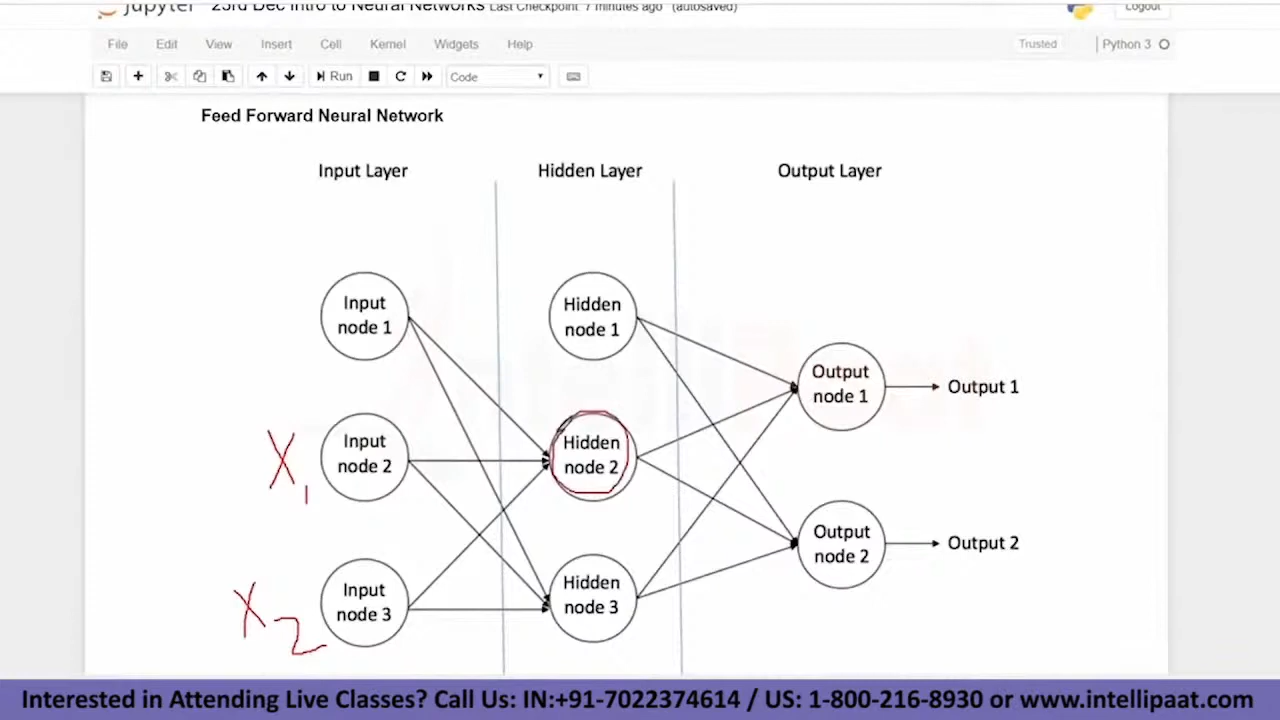 jupyter 23rd Dec Intro to Neural Networks Last Checkpoint: 7 minutes ago (autosaved)
Logout
File Edit View Insert Cell Kernel Widgets Help
Trusted Python 3
Run Code
Feed Forward Neural Network
Input Layer Hidden Layer Output Layer
Input
node 1
Hidden
node 1
Output
node 1
Output 1
X1
Input
node 2
Hidden
node 2
Output
node 2
Output 2
X2
Input
node 3
Hidden
node 3
Interested in Attending Live Classes? Call Us: IN:+91-7022374614 / US: 1-800-216-8930 or www.intellipaat.com